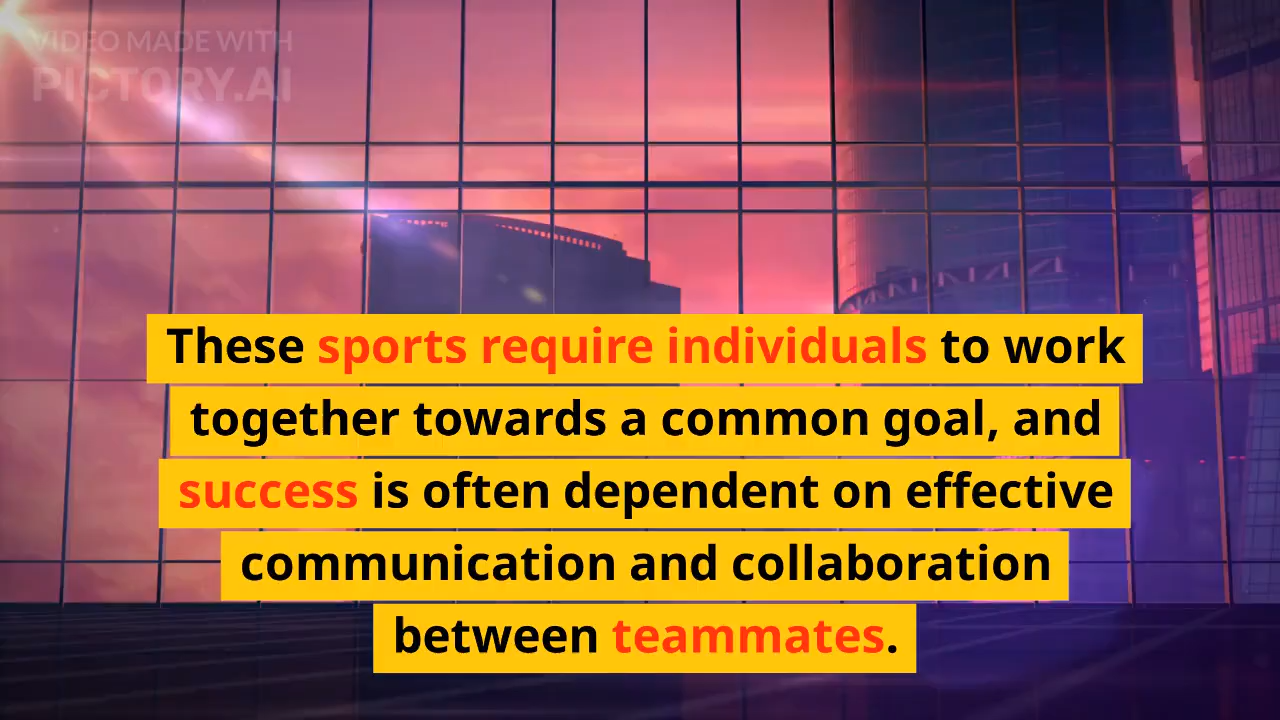 VIDEO MADE WITH
PICTORY.AI
These sports require individuals to work
together towards a common goal, and
success is often dependent on effective
communication and collaboration
between teammates.